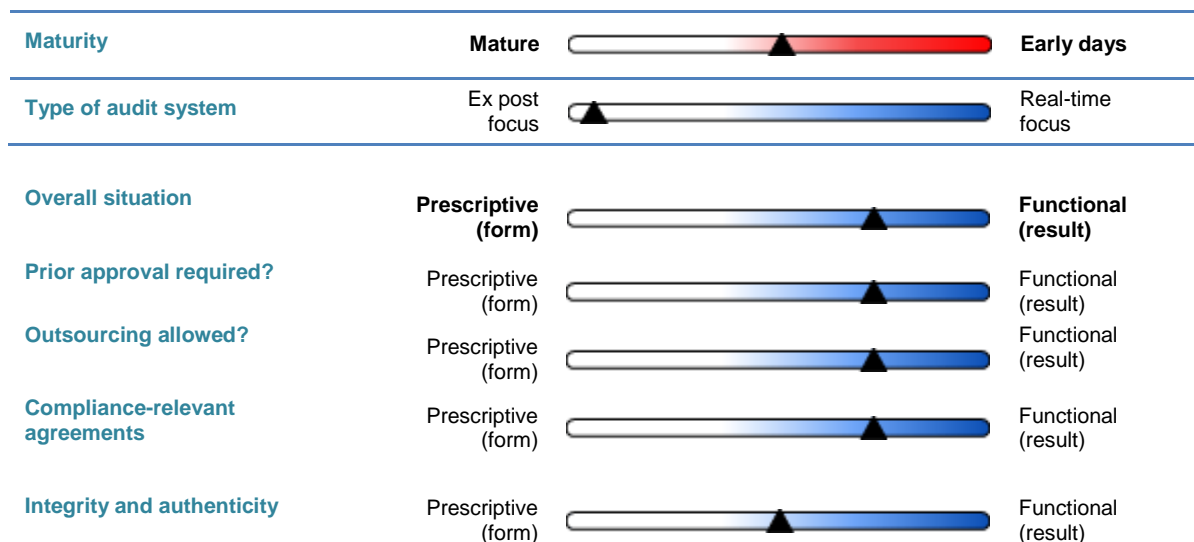 Maturity
Mature
Early days
Type of audit system
Ex post
focus
Real-time
focus
Overall situation
Prescriptive
(form)
Functional
(result)
Prior approval required?
Prescriptive
(form)
Functional
(result)
Outsourcing allowed?
Prescriptive
(form)
Functional
(result)
Compliance-relevant
agreements
Prescriptive
(form)
Functional
(result)
Integrity and authenticity
Prescriptive
(form)
Functional
(result)